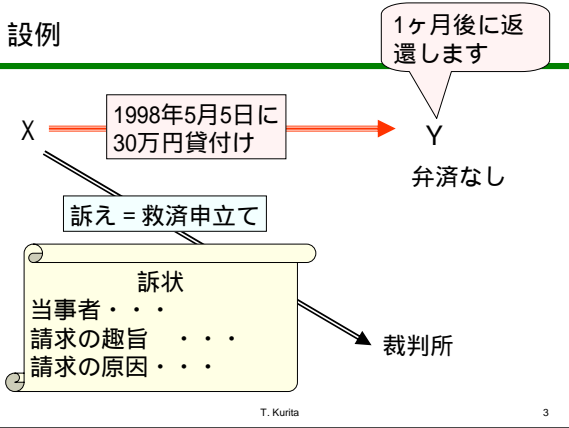 設例
1ヶ月後に返
還します
1998年5月5日に
30万円貸付け
X
Y
弁済なし
訴え = 救済申立て
訴状
当事者・・・
請求の趣旨　・・・
請求の原因・・・
裁判所
T. Kurita
3